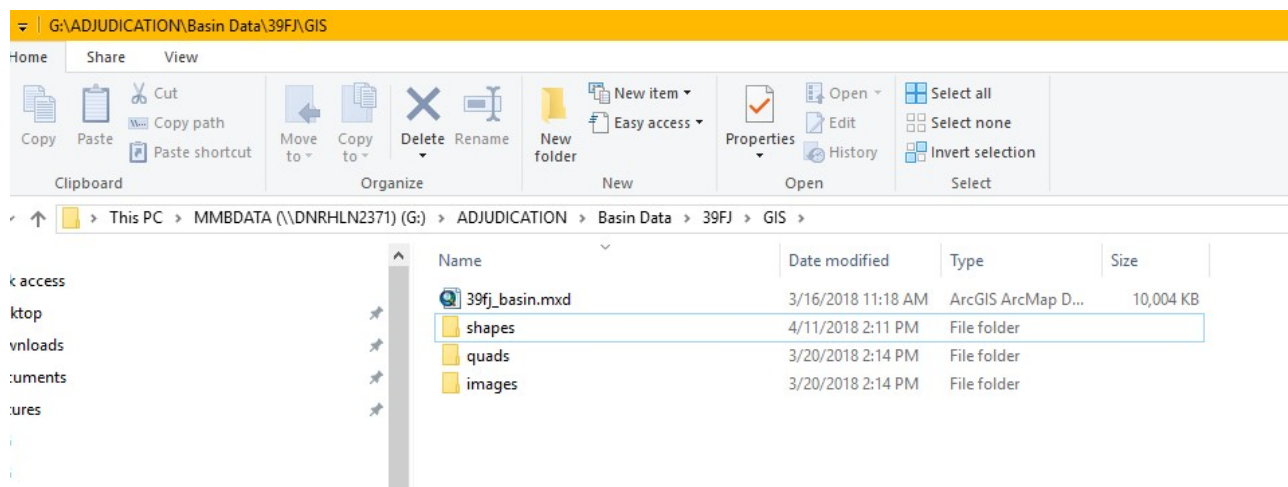 G:\ADJUDICATION\Basin Data\39FJ\GIS
Home Share View
Copy
Paste
Cut
Copy path
Paste shortcut
Move to
Copy to
Delete
Rename
New folder
New item
Easy access
Properties
Open
Edit
History
Select all
Select none
Invert selection
Clipboard Organize New Open Select
> This PC > MMBDATA (\\DNRHLN2371) (G:) > ADJUDICATION > Basin Data > 39FJ > GIS >
Name Date modified Type Size
k access
ktop
wnloads
cuments
tures
39fj_basin.mxd 3/16/2018 11:18 AM ArcGIS ArcMap D... 10,004 KB
shapes 4/11/2018 2:11 PM File folder
quads 3/20/2018 2:14 PM File folder
images 3/20/2018 2:14 PM File folder